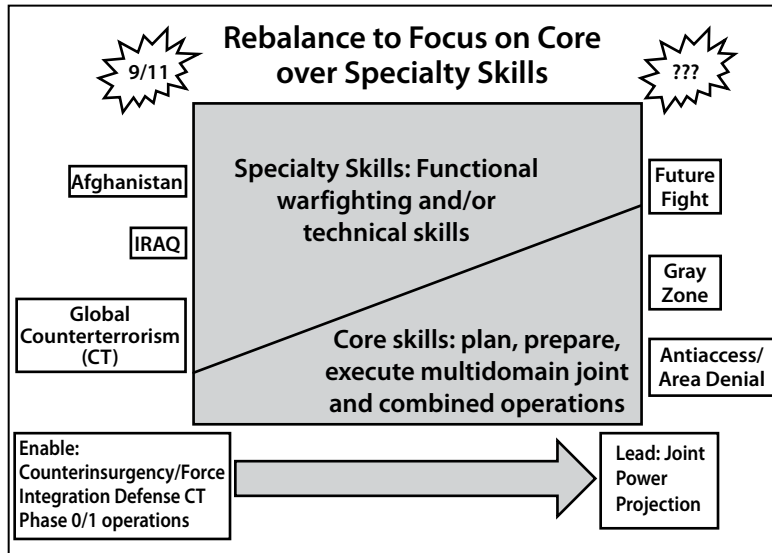 Rebalance to Focus on Core
over Specialty Skills
9/11
???
Afghanistan
IRAQ
Global
Counterterrorism
(CT)
Specialty Skills: Functional
warfighting and/or
technical skills
Core skills: plan, prepare,
execute multidomain joint
and combined operations
Future
Fight
Gray
Zone
Antiaccess/
Area Denial
Enable:
Counterinsurgency/Force
Integration Defense CT
Phase 0/1 operations
Lead: Joint
Power
Projection